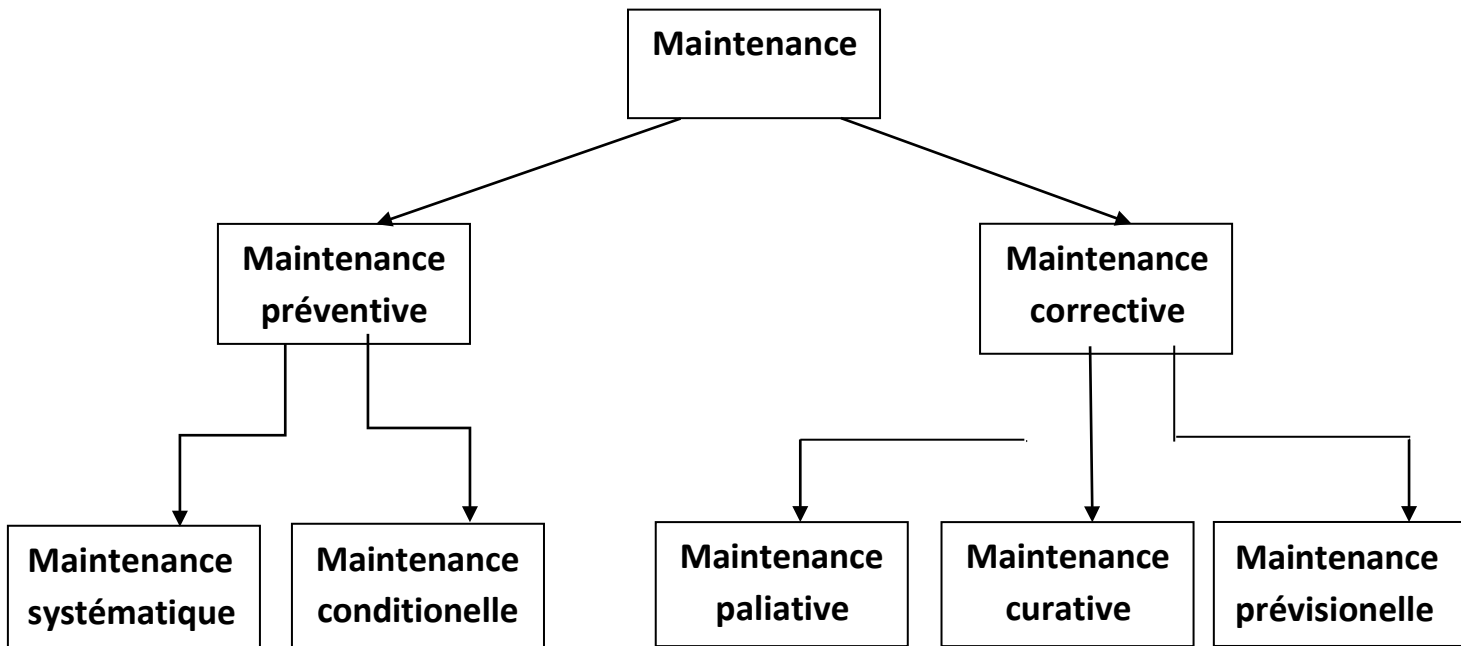 Maintenance
Maintenance
préventive
Maintenance
corrective
Maintenance
systématique
Maintenance
conditionelle
Maintenance
paliative
Maintenance
curative
Maintenance
prévisionelle